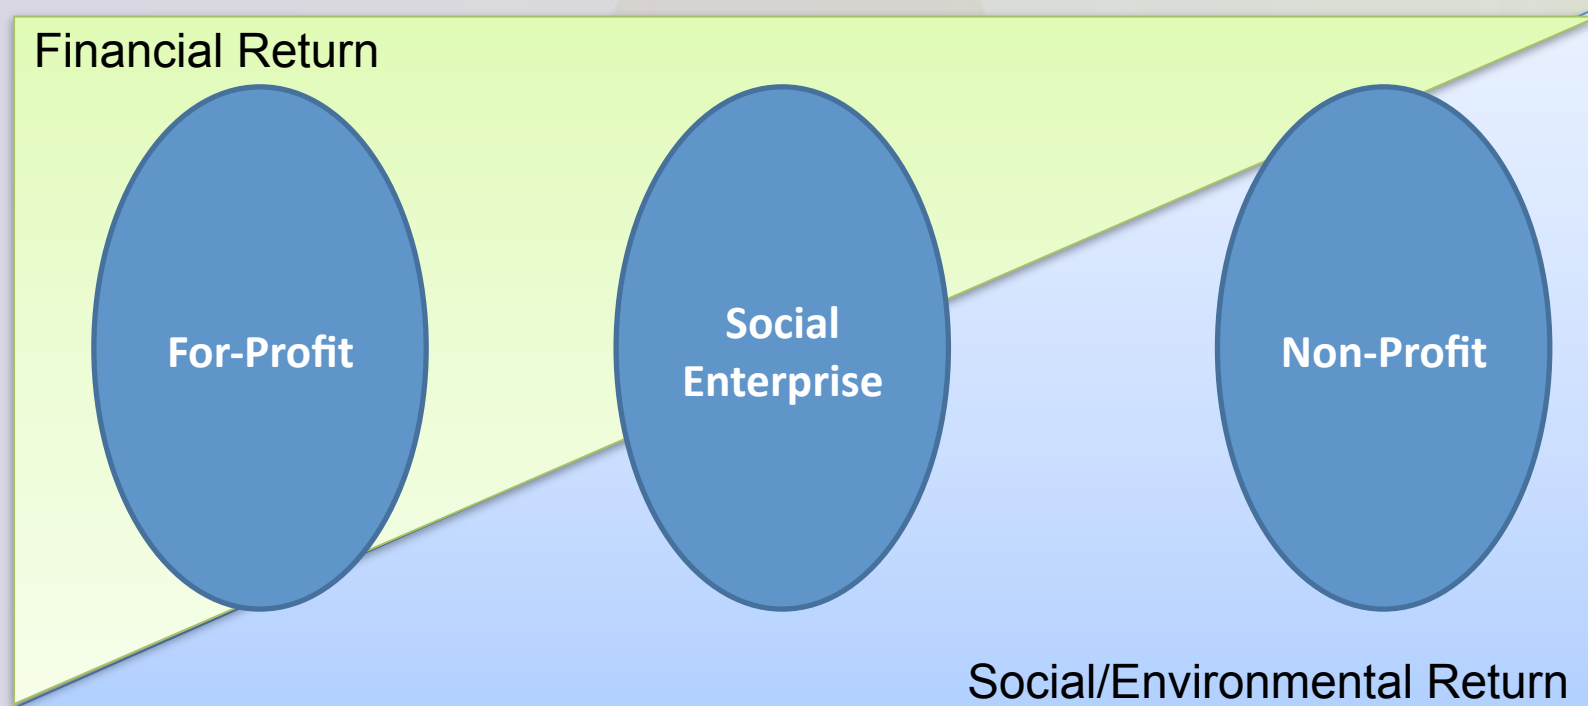 Financial Return
For-Profit
Social
Enterprise
Non-Profit
Social/Environmental Return